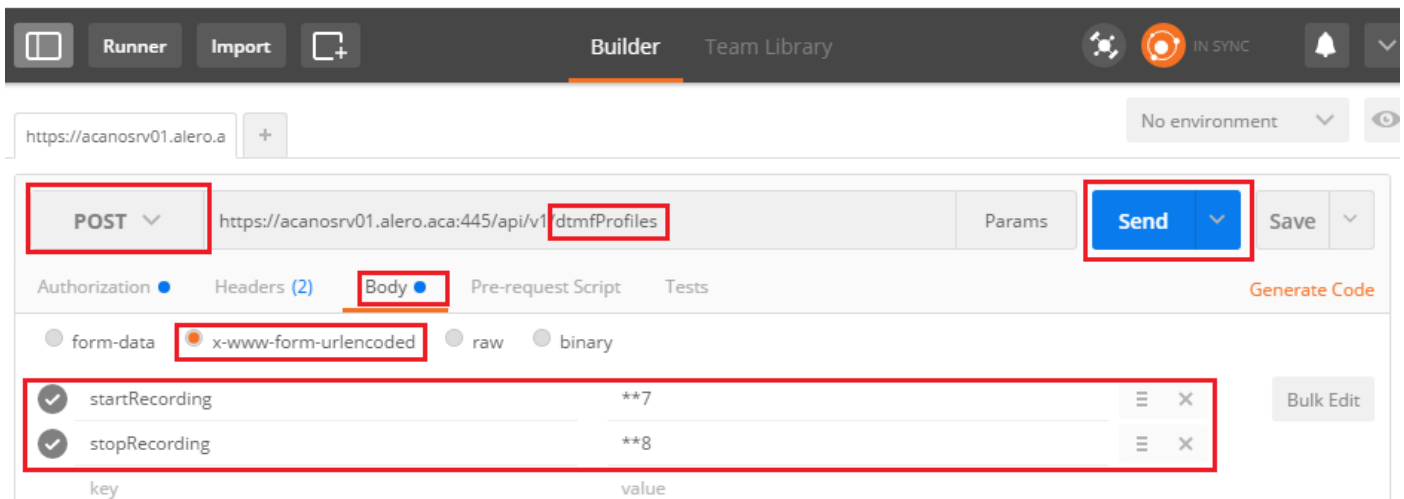 Runner Import Builder Team Library IN SYNC
https://acanosrv01.alero.a + No environment
POST https://acanosrv01.alero.aca:445/api/v1/dtmfProfiles Params Send Save
Authorization Headers (2) Body Pre-request Script Tests Generate Code
form-data x-www-form-urlencoded raw binary
startRecording **7 Bulk Edit
stopRecording **8
key value